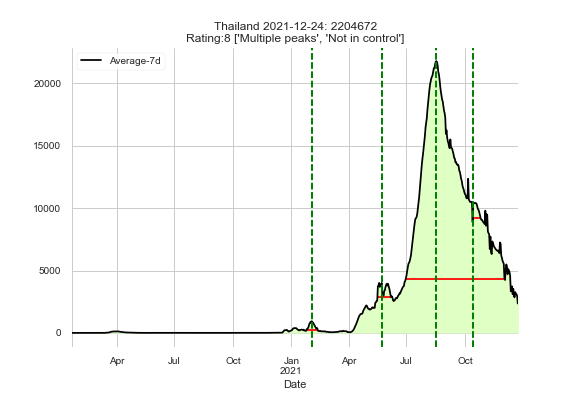 Thailand 2021-12-24: 2204672
Rating:8 ['Multiple peaks', 'Not in control']
Average-7d
20000
15000
10000
5000
0
Apr
Jul
Oct
Jan
2021
Apr
Jul
Oct
Date